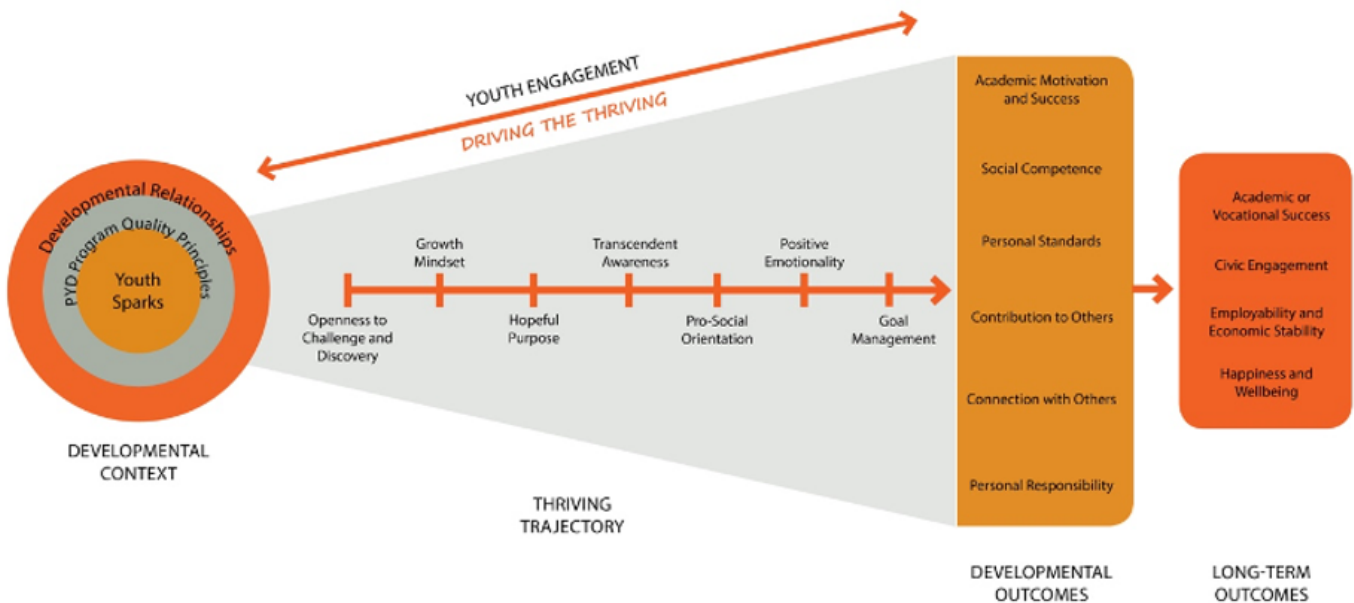 YOUTH ENGAGEMENT
DRIVING THE THRIVING
Developmental Relationships
PYD Program Quality Principles
Youth
Sparks
DEVELOPMENTAL
CONTEXT
Growth
Mindset
Transcendent
Awareness
Positive
Emotionality
Openness to
Challenge and
Discovery
Hopeful
Purpose
Pro-Social
Orientation
Goal
Management
THRIVING
TRAJECTORY
Academic Motivation
and Success
Social Competence
Personal Standards
Contribution to Others
Connection with Others
Personal Responsibility
DEVELOPMENTAL
OUTCOMES
Academic or
Vocational Success
Civic Engagement
Employability and
Economic Stability
Happiness and
Wellbeing
LONG-TERM
OUTCOMES